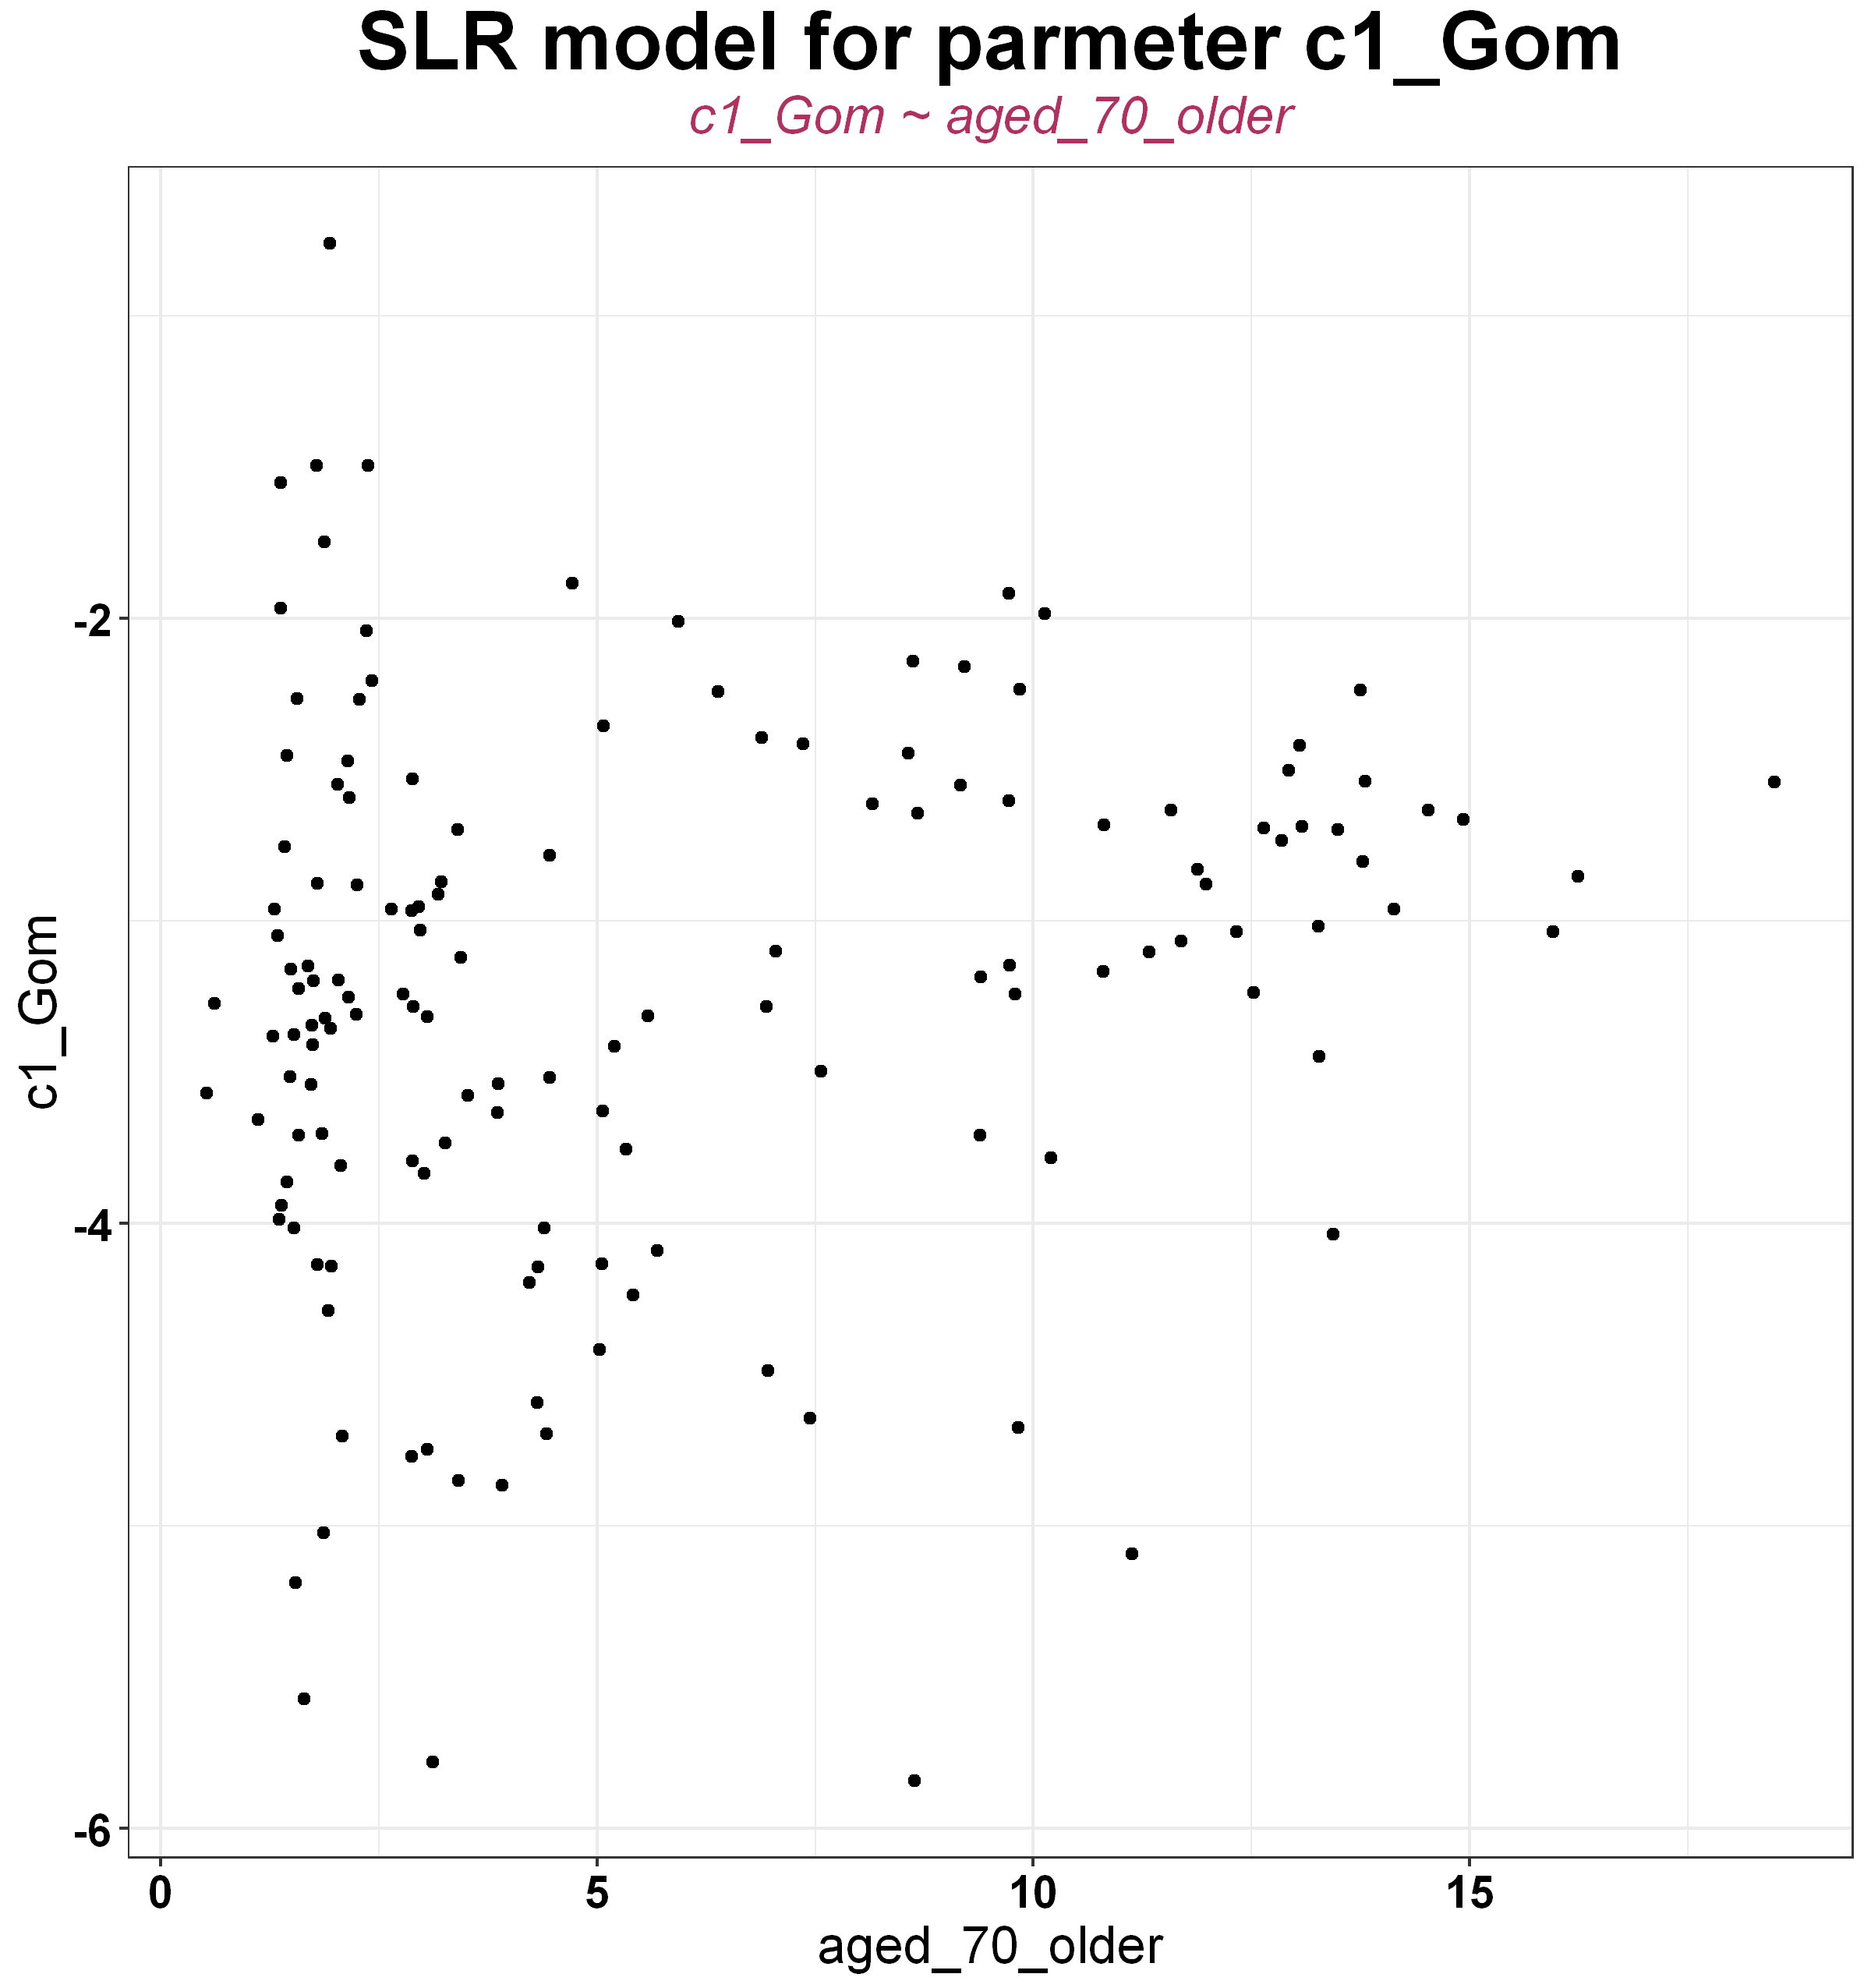 SLR model for parmeter c1_Gom
c1_Gom ~ aged_70_older
c1_Gom
-2
-4
-6
0 5 10 15
aged_70_older